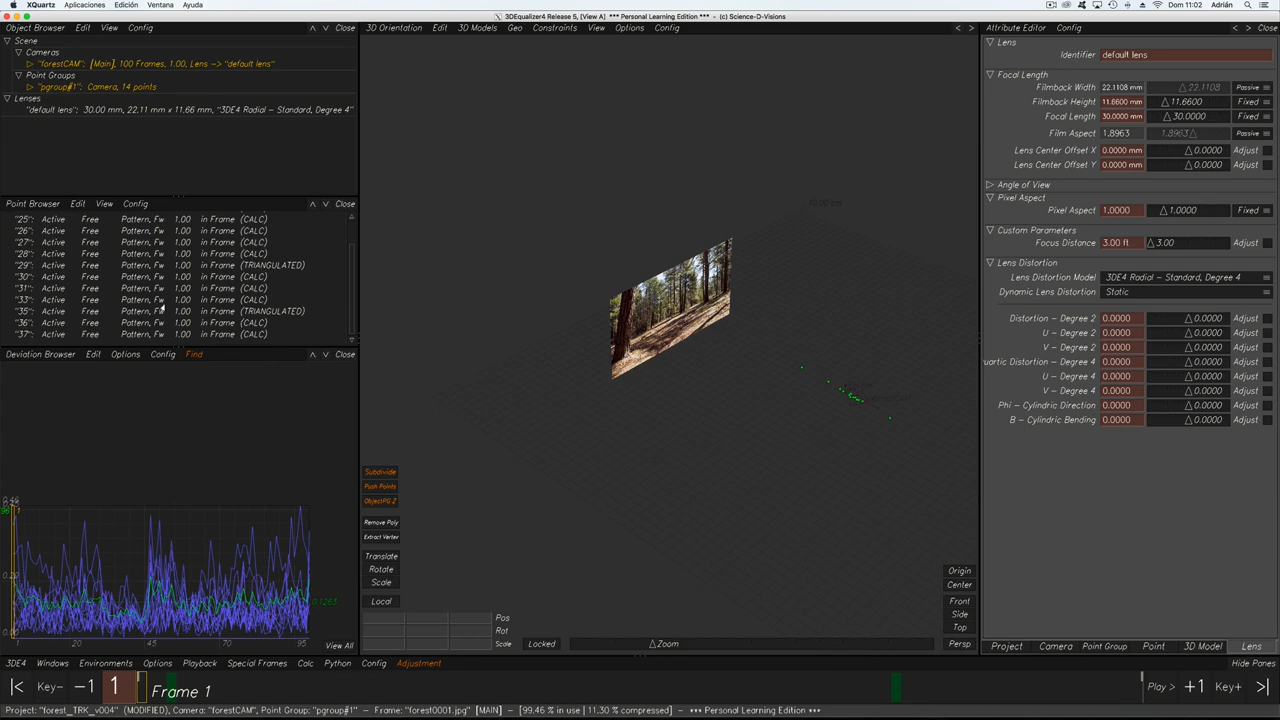 XQuartz Aplicaciones Edición Ventana Ayuda Dom 11:02 Adrián
3DEqualizer4 Release 5, [View A] *** Personal Learning Edition *** (c) Science-D-Visions
Object Browser Edit View Config Close
Scene
Cameras
"forestCAM": [Main], 100 Frames, 1.00, Lens -> "default lens"
Point Groups
"pgroup#1": Camera, 14 points
Lenses
"default lens": 30.00 mm, 22.11 mm x 11.66 mm, "3DE4 Radial - Standard, Degree 4"
Point Browser Edit View Config Close
"25": Active Free Pattern, Fw 1.00 in Frame (CALC)
"26": Active Free Pattern, Fw 1.00 in Frame (CALC)
"27": Active Free Pattern, Fw 1.00 in Frame (CALC)
"28": Active Free Pattern, Fw 1.00 in Frame (CALC)
"29": Active Free Pattern, Fw 1.00 in Frame (TRIANGULATED)
"30": Active Free Pattern, Fw 1.00 in Frame (CALC)
"31": Active Free Pattern, Fw 1.00 in Frame (CALC)
"33": Active Free Pattern, Fw 1.00 in Frame (CALC)
"35": Active Free Pattern, Fw 1.00 in Frame (TRIANGULATED)
"36": Active Free Pattern, Fw 1.00 in Frame (CALC)
"37": Active Free Pattern, Fw 1.00 in Frame (CALC)
Deviation Browser Edit Options Config Find Close
1
0.1263
1 20 45 70 95 View All
3D Orientation Edit 3D Models Geo Constraints View Options Config < >
Subdivide
Push Points
ObjectPG Z
Remove Poly
Extract Vertex
Translate
Rotate
Scale
Local
Pos
Rot
Scale
Locked
Zoom
Origin
Center
Front
Side
Top
Persp
Attribute Editor Config < > Close
Lens
Identifier default lens
Focal Length
Filmback Width 22.1108 mm 22.1108 Passive
Filmback Height 11.6600 mm 11.6600 Fixed
Focal Length 30.0000 mm 30.0000 Fixed
Film Aspect 1.8963 1.8963 Passive
Lens Center Offset X 0.0000 mm 0.0000 Adjust
Lens Center Offset Y 0.0000 mm 0.0000 Adjust
Angle of View
Pixel Aspect
Pixel Aspect 1.0000 1.0000 Fixed
Custom Parameters
Focus Distance 3.00 ft 3.00 Adjust
Lens Distortion
Lens Distortion Model 3DE4 Radial - Standard, Degree 4
Dynamic Lens Distortion Static
Distortion - Degree 2 0.0000 0.0000 Adjust
U - Degree 2 0.0000 0.0000 Adjust
V - Degree 2 0.0000 0.0000 Adjust
uartic Distortion - Degree 4 0.0000 0.0000 Adjust
U - Degree 4 0.0000 0.0000 Adjust
V - Degree 4 0.0000 0.0000 Adjust
Phi - Cylindric Direction 0.0000 0.0000 Adjust
B - Cylindric Bending 0.0000 0.0000 Adjust
Project Camera Point Group Point 3D Model Lens
3DE4 Windows Environments Options Playback Special Frames Calc Python Config Adjustment Hide Panes
|< Key- -1 1 Frame 1 Play > +1 Key+ >|
Project: "forest_TRK_v004" (MODIFIED), Camera: "forestCAM", Point Group: "pgroup#1" - Frame: "forest0001.jpg" [MAIN] - [99.46 % in use | 11.30 % compressed] - *** Personal Learning Edition ***